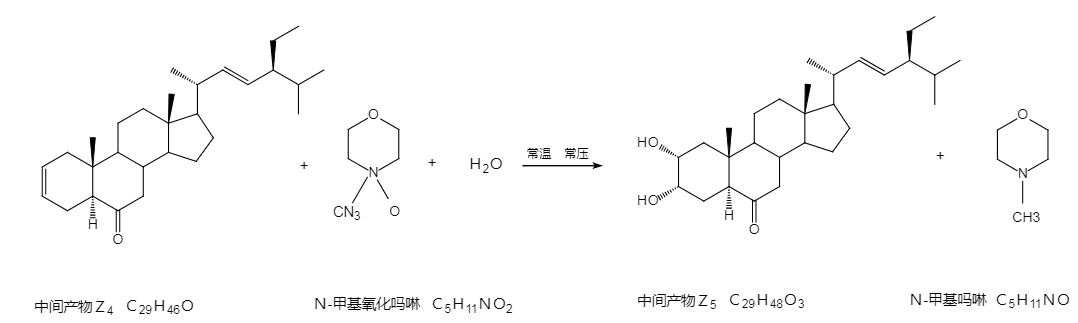 O
+
N
CN3
O
+
H2O
常温 常压
HO
HO
H
O
+
O
N
CH3
H
O
中间产物Z4 C29H46O
N-甲基氧化吗啉 C5H11NO2
中间产物Z5 C29H48O3
N-甲基吗啉 C5H11NO